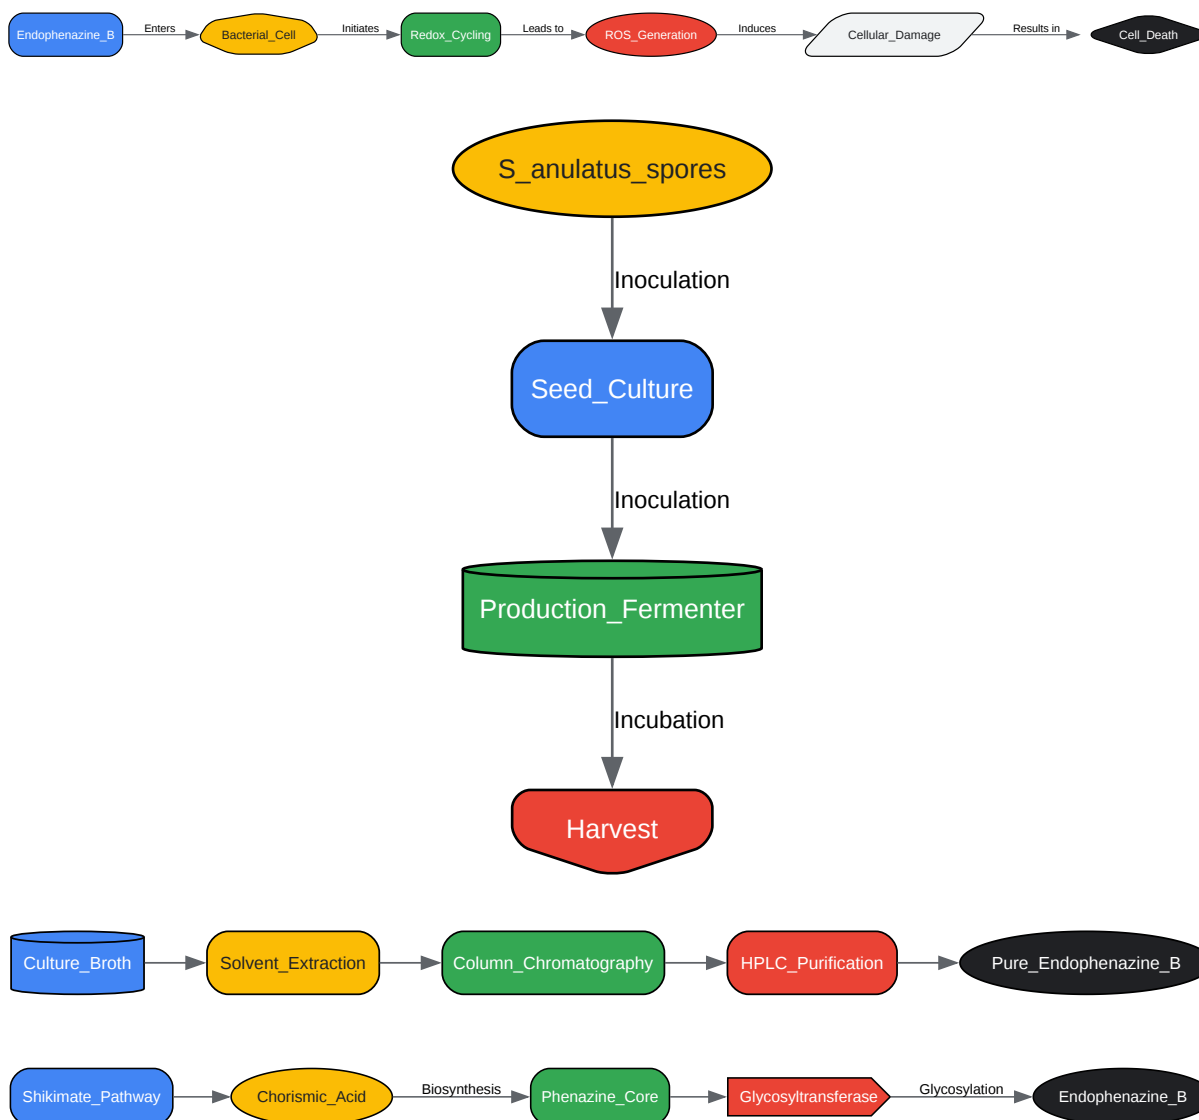 Endophenazine_B
Enters
Bacterial_Cell
Initiates
Redox_Cycling
Leads to
ROS_Generation
Induces
Cellular_Damage
Results in
Cell_Death
S_anulatus_spores
Inoculation
Seed_Culture
Inoculation
Production_Fermenter
Incubation
Harvest
Culture_Broth
Solvent_Extraction
Column_Chromatography
HPLC_Purification
Pure_Endophenazine_B
Shikimate_Pathway
Chorismic_Acid
Biosynthesis
Phenazine_Core
Glycosyltransferase
Glycosylation
Endophenazine_B